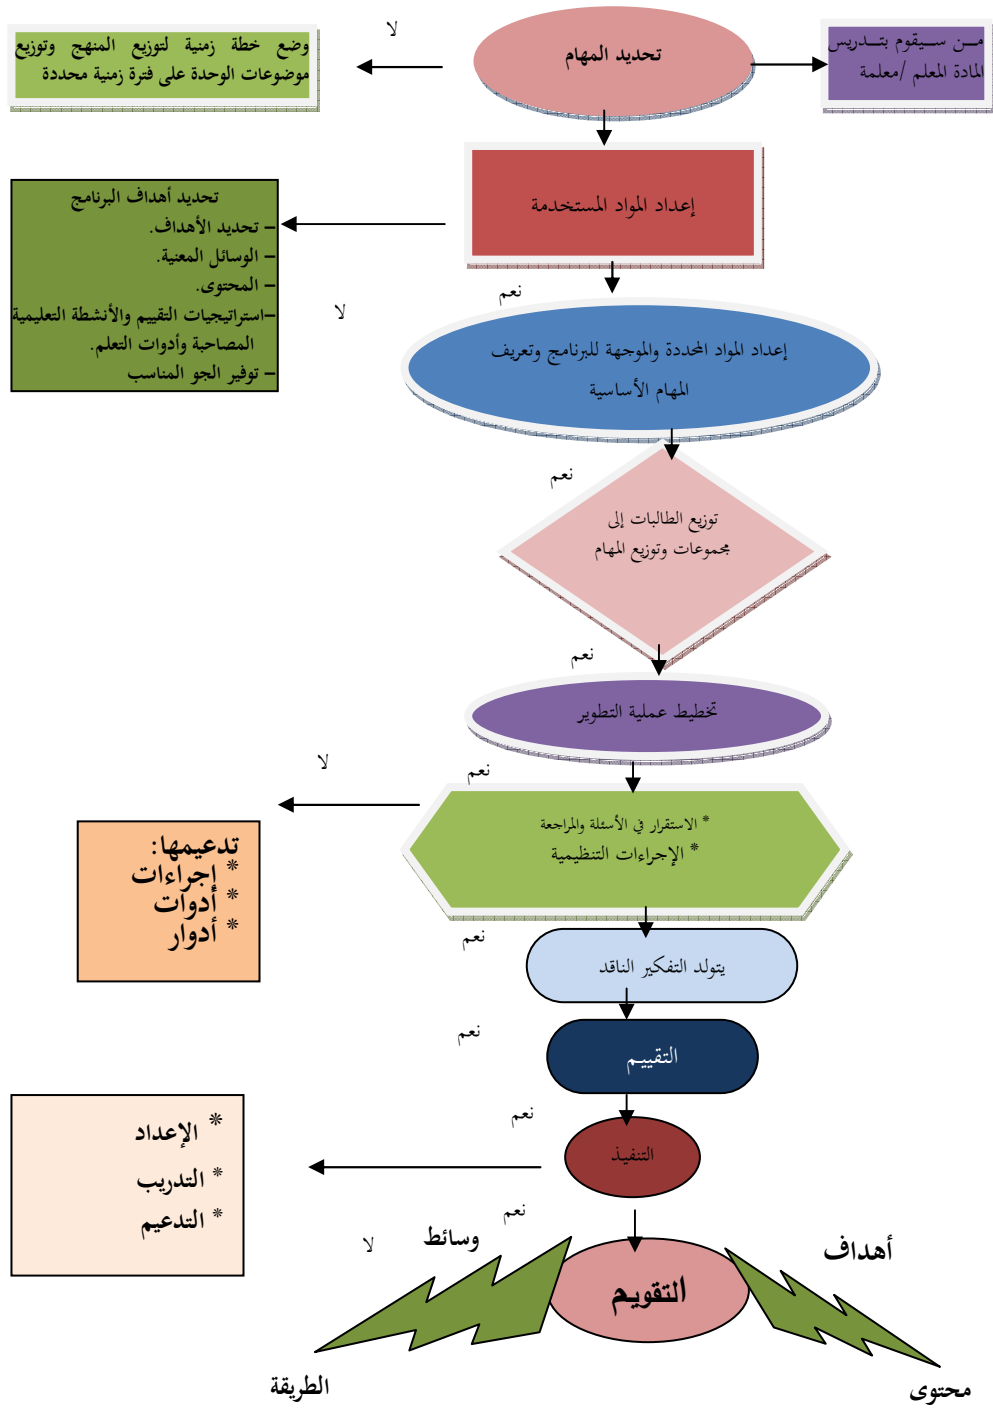 لا
تحديد المهام
من سيقوم بتدريس
المادة المعلم /معلمة
وضع خطة زمنية لتوزيع المنهج وتوزيع
موضوعات الوحدة على فترة زمنية محددة
إعداد المواد المستخدمة
تحديد أهداف البرنامج
– تحديد الأهداف.
– الوسائل المعنية.
– المحتوى.
–استراتيجيات التقييم والأنشطة التعليمية
المصاحبة وأدوات التعلم.
– توفير الجو المناسب
نعم
لا
إعداد المواد المحددة والموجهة للبرنامج وتعريف
المهام الأساسية
نعم
توزيع الطالبات إلى
مجموعات وتوزيع المهام
نعم
تخطيط عملية التطوير
لا
نعم
* الاستقرار في الأسئلة والمراجعة
* الإجراءات التنظيمية
تدعيمها:
* إجراءات
* أدوات
* أدوار
نعم
يتولد التفكير الناقد
نعم
التقييم
نعم
التنفيذ
* الإعداد
* التدريب
* التدعيم
نعم
لا
وسائط
أهداف
التقويم
الطريقة
محتوى